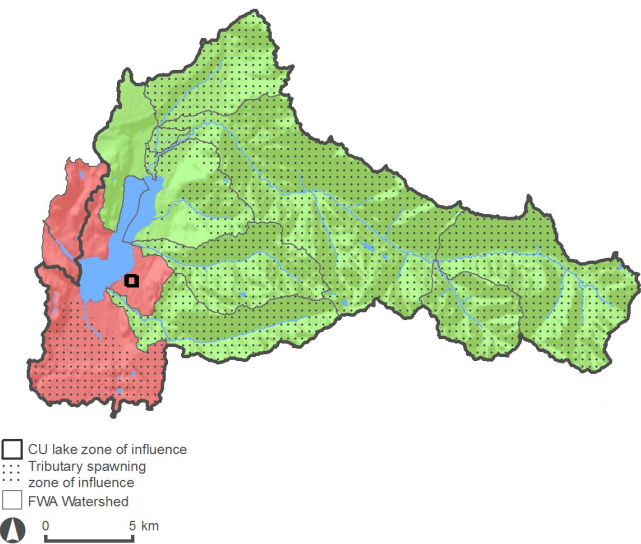 CU lake zone of influence
Tributary spawning
zone of influence
FWA Watershed
0 5 km